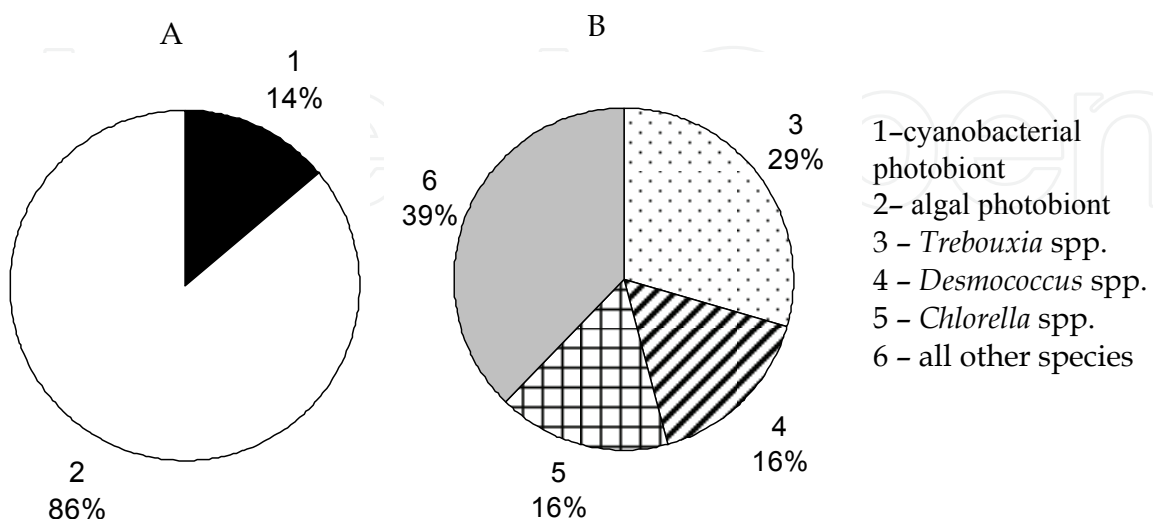 A
B
1
14%
2
86%
3
29%
4
16%
5
16%
6
39%
1–cyanobacterial
photobiont
2– algal photobiont
3 – Trebouxia spp.
4 – Desmococcus spp.
5 – Chlorella spp.
6 – all other species